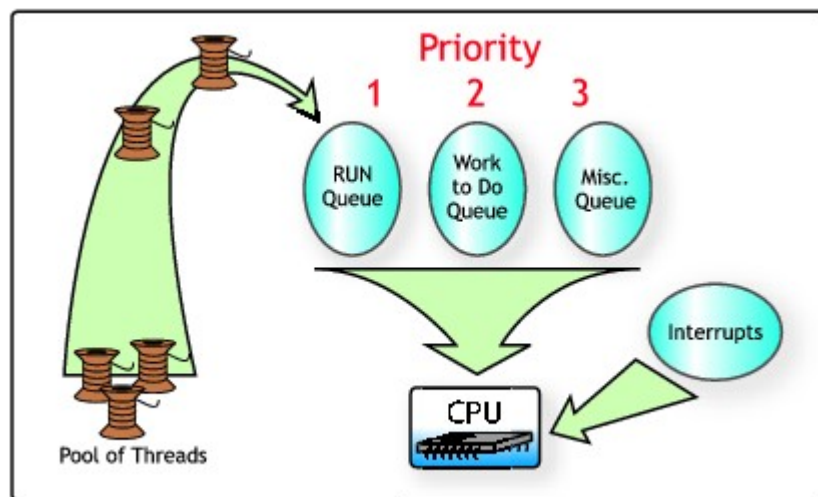 Priority
1 2 3
RUN
Queue
Work
to Do
Queue
Misc.
Queue
Interrupts
CPU
Pool of Threads